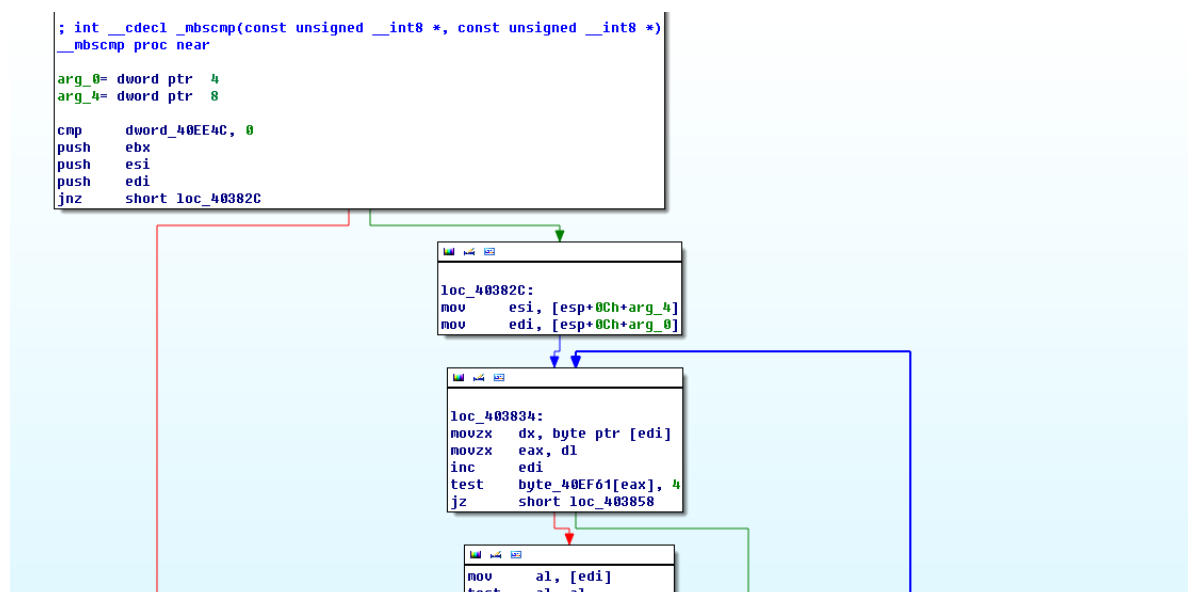 ; int __cdecl _mbscmp(const unsigned __int8 *, const unsigned __int8 *)
__mbscmp proc near
arg_0= dword ptr  4
arg_4= dword ptr  8
cmp     dword_40EE4C, 0
push    ebx
push    esi
push    edi
jnz     short loc_40382C
loc_40382C:
mov     esi, [esp+0Ch+arg_4]
mov     edi, [esp+0Ch+arg_0]
loc_403834:
movzx   dx, byte ptr [edi]
movzx   eax, dl
inc     edi
test    byte_40EF61[eax], 4
jz      short loc_403858
mov     al, [edi]
test    al, al